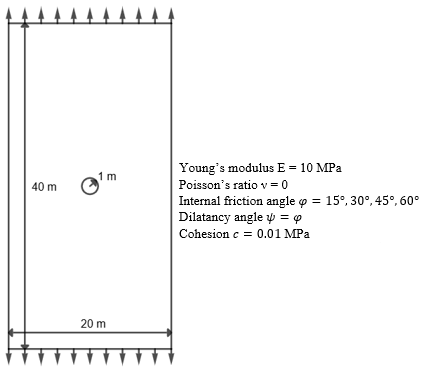 1 m
40 m
20 m
Young's modulus E = 10 MPa
Poisson's ratio ν = 0
Internal friction angle φ = 15°, 30°, 45°, 60°
Dilatancy angle ψ = φ
Cohesion c = 0.01 MPa